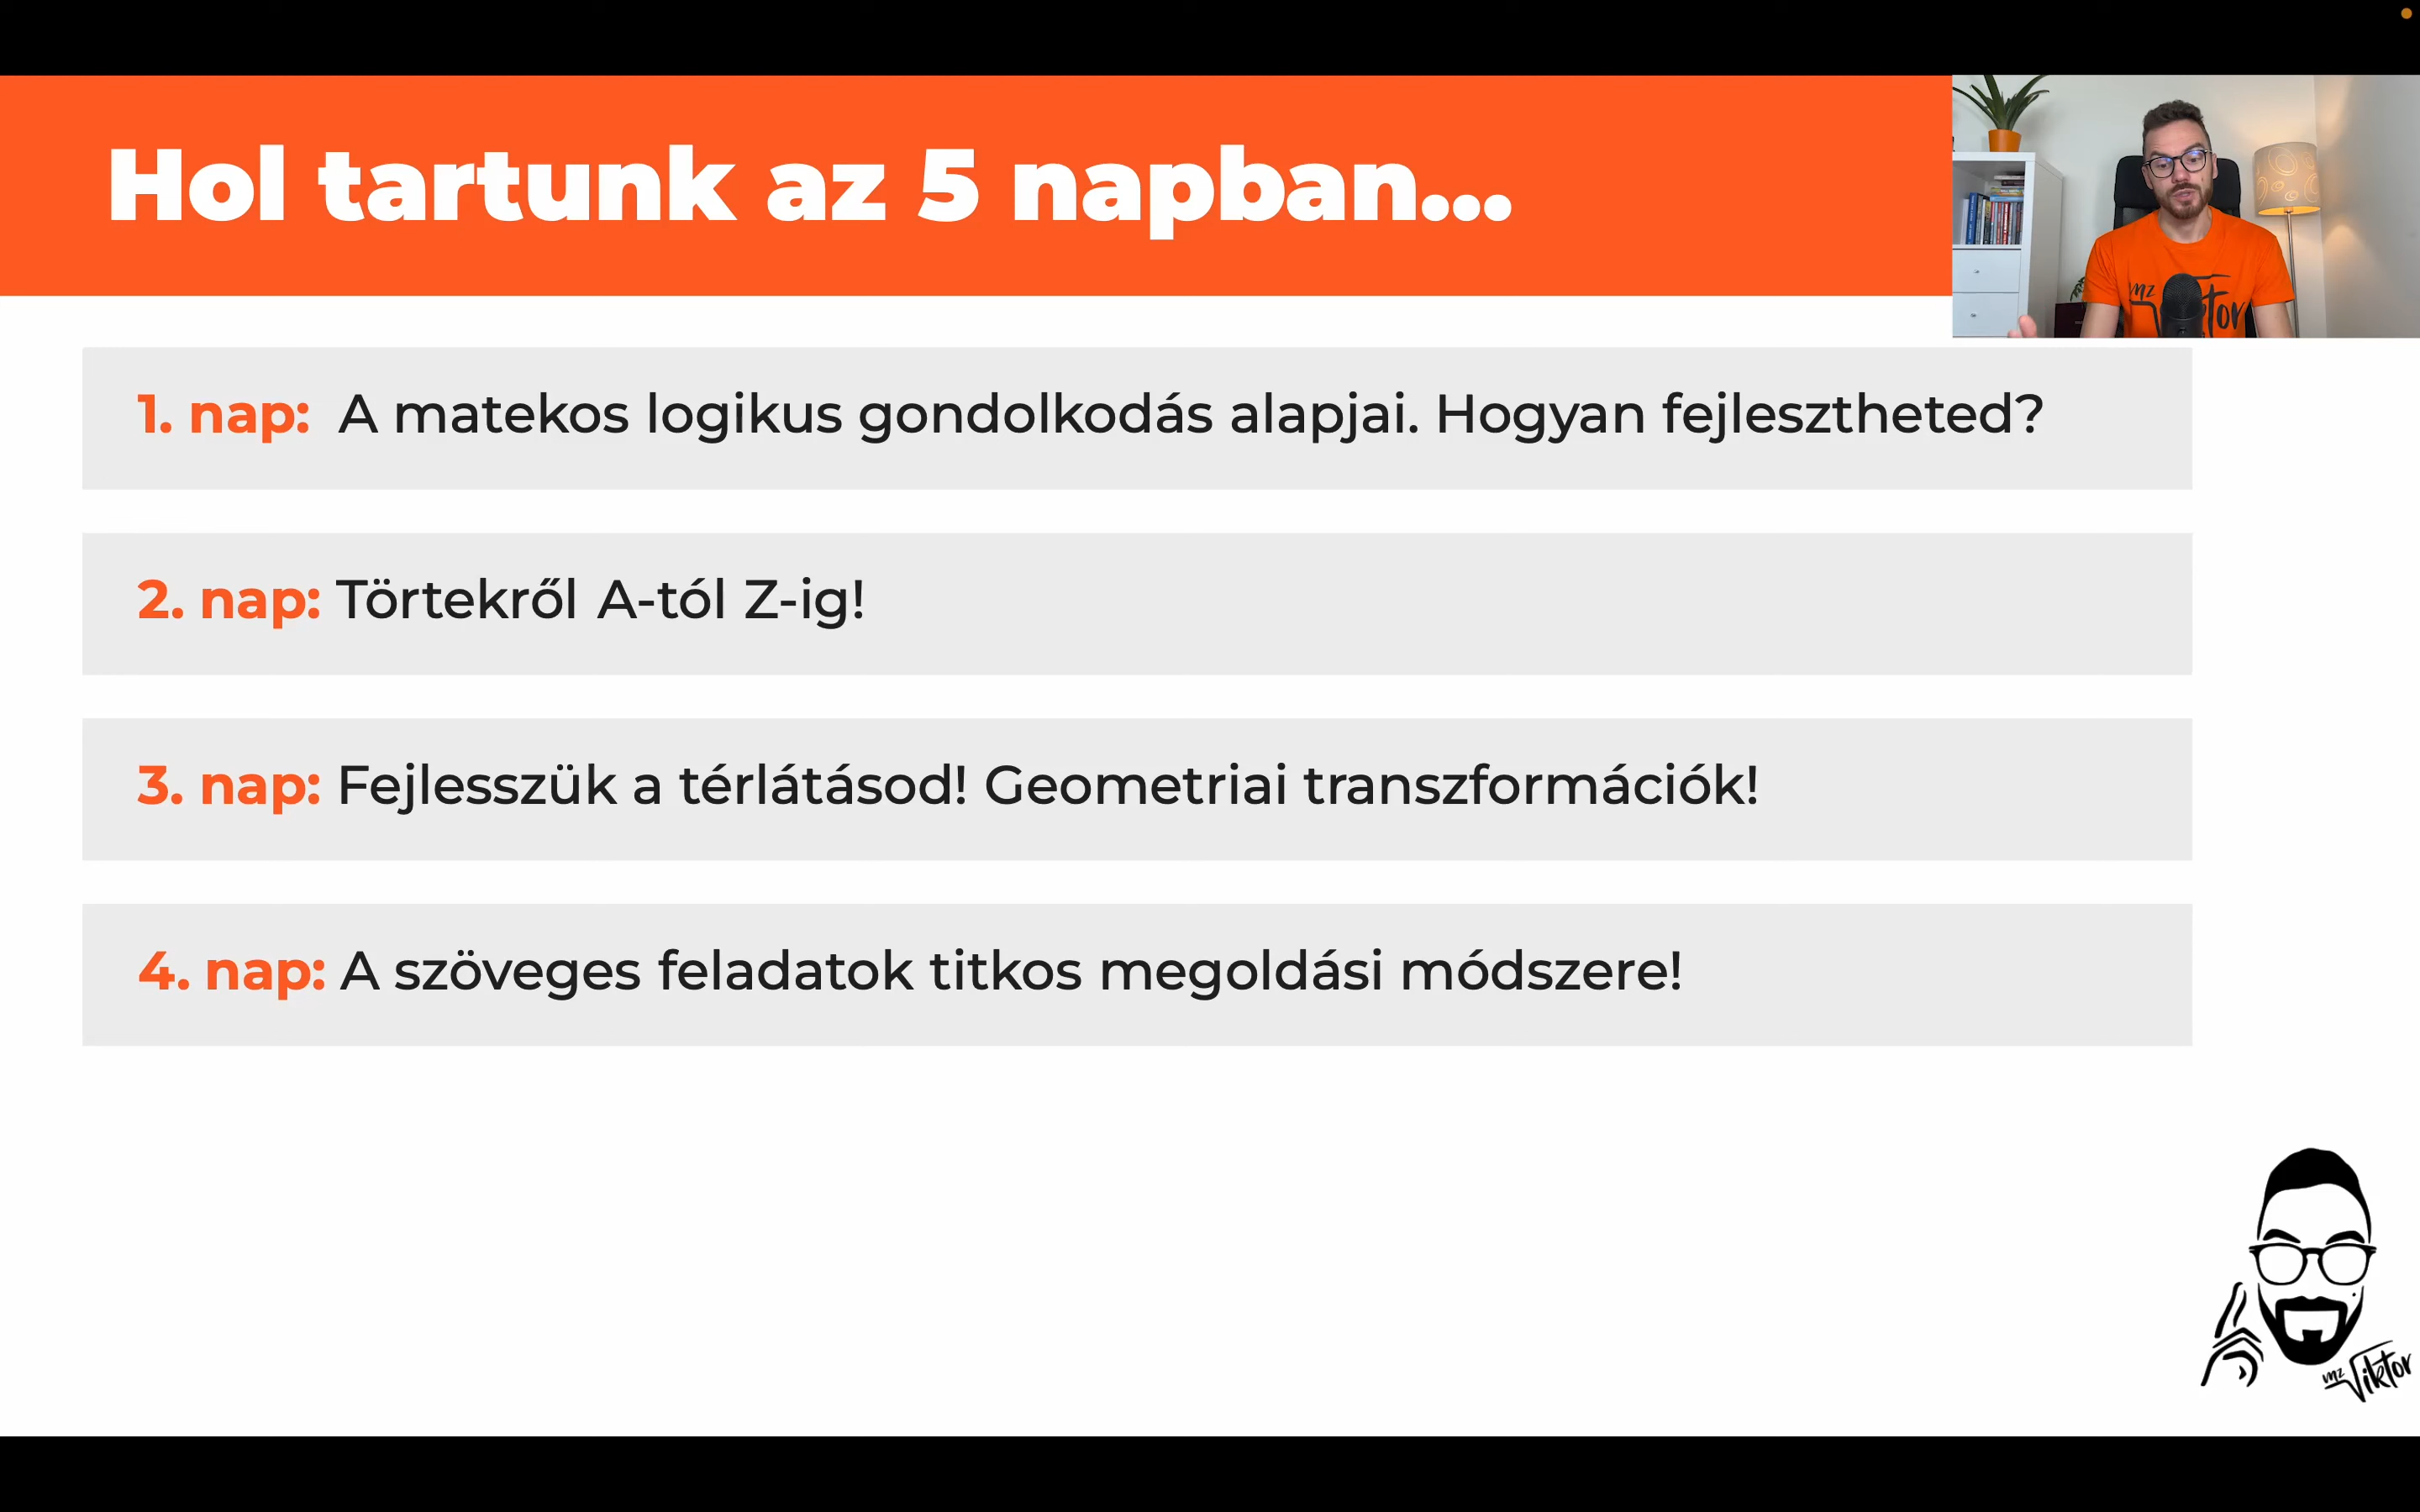 Hol tartunk az 5 napban...
1. nap: A matekos logikus gondolkodás alapjai. Hogyan fejlesztheted?
2. nap: Törtekről A-tól Z-ig!
3. nap: Fejlesszük a térlátásod! Geometriai transzformációk!
4. nap: A szöveges feladatok titkos megoldási módszere!
mz Viktor